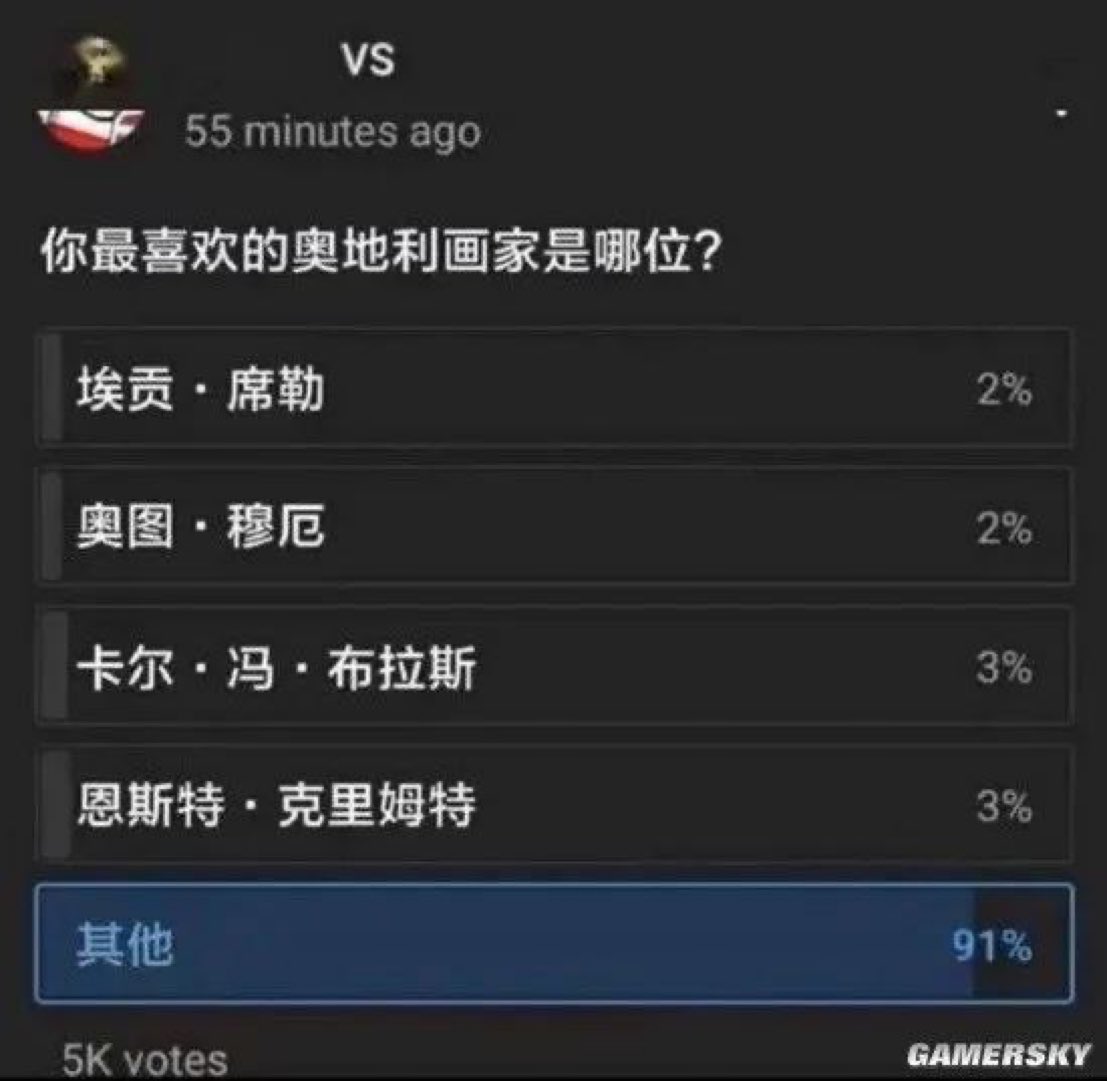 VS
55 minutes ago
你最喜欢的奥地利画家是哪位?
埃贡·席勒 2%
奥图·穆厄 2%
卡尔·冯·布拉斯 3%
恩斯特·克里姆特 3%
其他 91%
5K votes
GAMERSKY